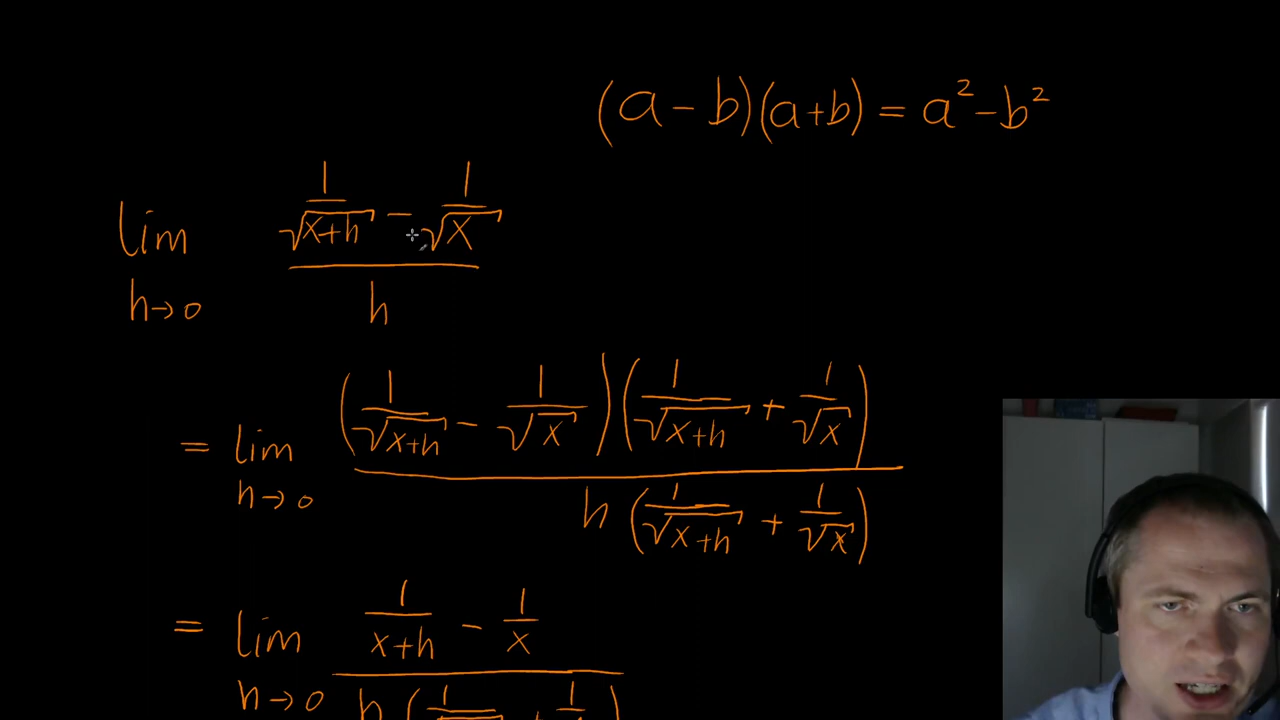 (a - b)(a+b) = a² - b²
lim h→0 (1/√(x+h) - 1/√x) / h
= lim h→0 (1/√(x+h) - 1/√x)(1/√(x+h) + 1/√x) / h(1/√(x+h) + 1/√x)
= lim h→0 (1/(x+h) - 1/x) / h(